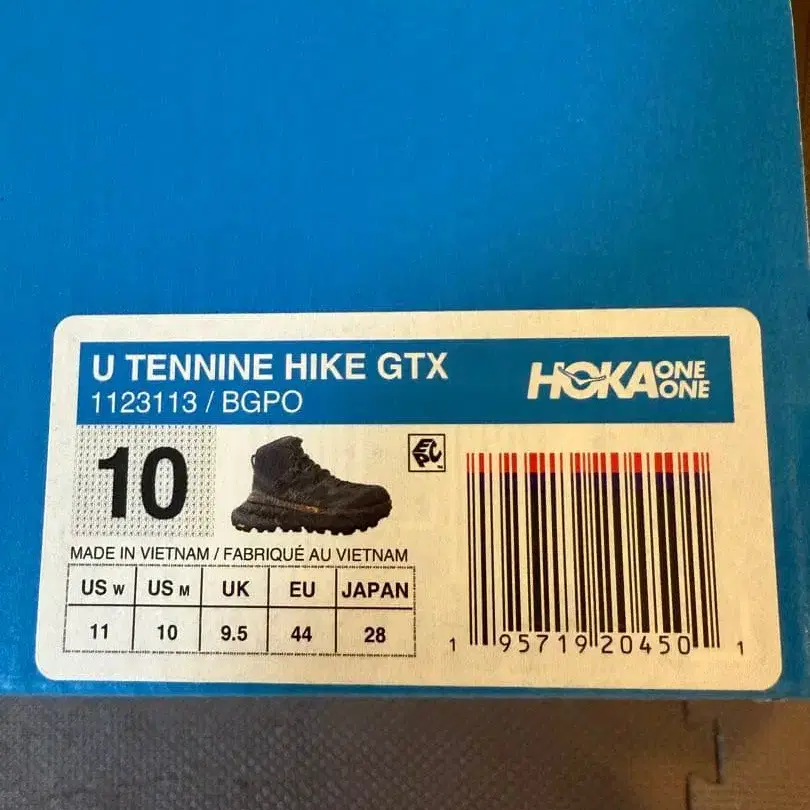 U TENNINE HIKE GTX
1123113 / BGPO
HOKA ONE ONE
10
EPC
MADE IN VIETNAM / FABRIQUÉ AU VIETNAM
US W US M UK EU JAPAN
11 10 9.5 44 28
1 95719 20450 1